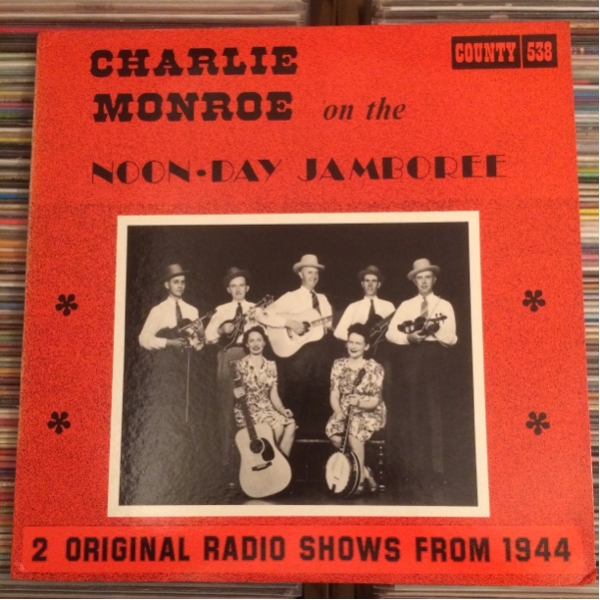 CHARLIE
MONROE on the
NOON•DAY JAMBOREE
COUNTY 538
2 ORIGINAL RADIO SHOWS FROM 1944